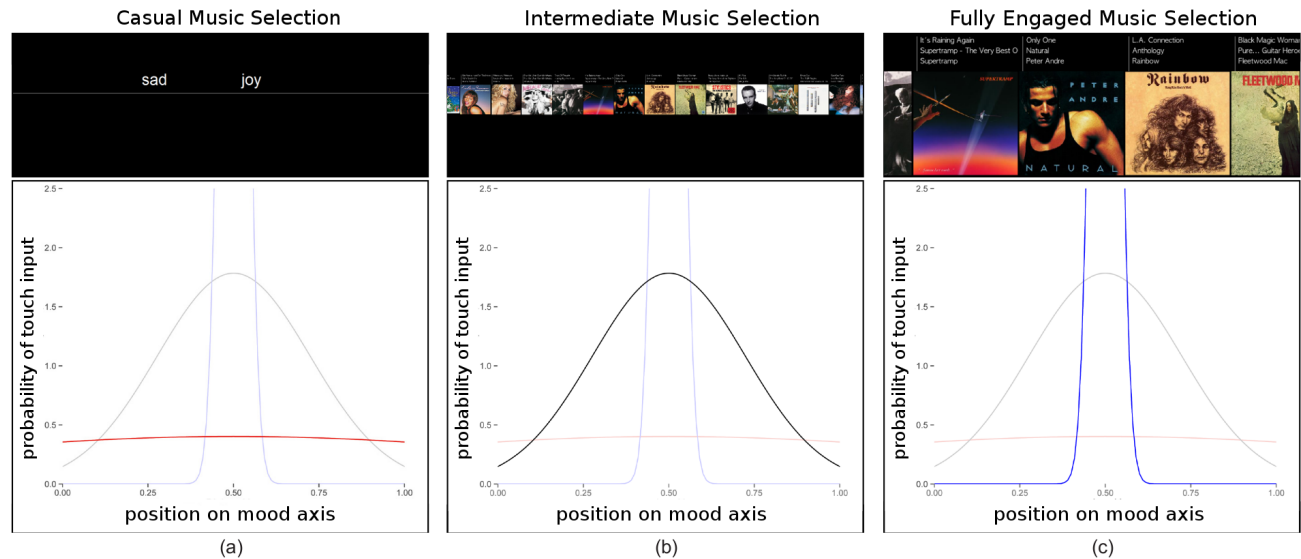 Casual Music Selection
sad joy
2.5
2.0
1.5
1.0
0.5
0.0
0.00 0.25 0.50 0.75 1.00
probability of touch input
position on mood axis
(a)
Intermediate Music Selection
2.5
2.0
1.5
1.0
0.5
0.0
0.00 0.25 0.50 0.75 1.00
probability of touch input
position on mood axis
(b)
Fully Engaged Music Selection
It's Raining Again
Supertramp - The Very Best O
Supertramp
Only One
Natural
Peter Andre
L.A. Connection
Anthology
Rainbow
Black Magic Woma
Pure... Guitar Heroe
Fleetwood Mac
SUPERTRAMP
PETER
ANDRE
NATURAL
Rainbow
FLEETWOOD M
2.5
2.0
1.5
1.0
0.5
0.0
0.00 0.25 0.50 0.75 1.00
probability of touch input
position on mood axis
(c)